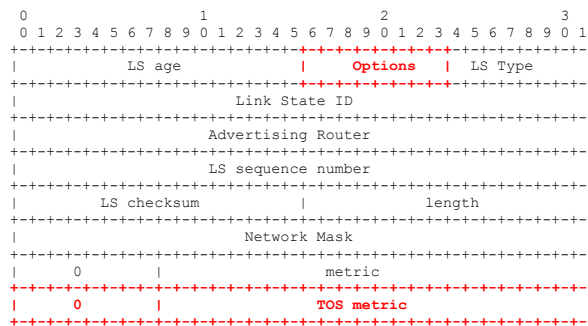 0                   1                   2                   3
0 1 2 3 4 5 6 7 8 9 0 1 2 3 4 5 6 7 8 9 0 1 2 3 4 5 6 7 8 9 0 1
+-+-+-+-+-+-+-+-+-+-+-+-+-+-+-+-+-+-+-+-+-+-+-+-+-+-+-+-+-+-+-+-
|            LS age             |    Options    |  LS Type
+-+-+-+-+-+-+-+-+-+-+-+-+-+-+-+-+-+-+-+-+-+-+-+-+-+-+-+-+-+-+-+-
|                        Link State ID
+-+-+-+-+-+-+-+-+-+-+-+-+-+-+-+-+-+-+-+-+-+-+-+-+-+-+-+-+-+-+-+-
|                     Advertising Router
+-+-+-+-+-+-+-+-+-+-+-+-+-+-+-+-+-+-+-+-+-+-+-+-+-+-+-+-+-+-+-+-
|                     LS sequence number
+-+-+-+-+-+-+-+-+-+-+-+-+-+-+-+-+-+-+-+-+-+-+-+-+-+-+-+-+-+-+-+-
|         LS checksum           |             length
+-+-+-+-+-+-+-+-+-+-+-+-+-+-+-+-+-+-+-+-+-+-+-+-+-+-+-+-+-+-+-+-
|                         Network Mask
+-+-+-+-+-+-+-+-+-+-+-+-+-+-+-+-+-+-+-+-+-+-+-+-+-+-+-+-+-+-+-+-
|      0        |                  metric
+-+-+-+-+-+-+-+-+-+-+-+-+-+-+-+-+-+-+-+-+-+-+-+-+-+-+-+-+-+-+-+-
|      0        |                 TOS metric
+-+-+-+-+-+-+-+-+-+-+-+-+-+-+-+-+-+-+-+-+-+-+-+-+-+-+-+-+-+-+-+-